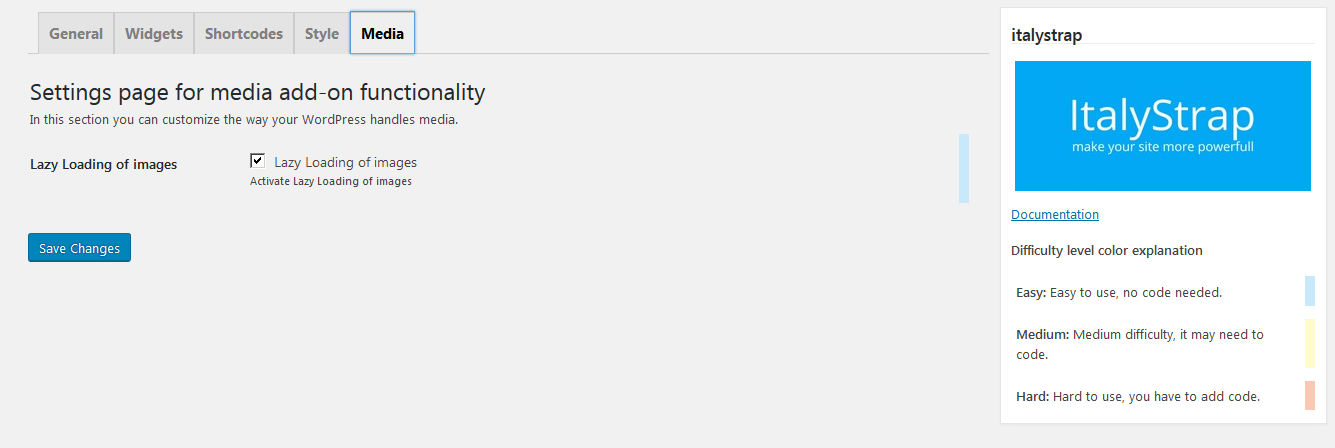 General Widgets Shortcodes Style Media
Settings page for media add-on functionality
In this section you can customize the way your WordPress handles media.
Lazy Loading of images
Lazy Loading of images
Activate Lazy Loading of images
Save Changes
italystrap
ItalyStrap
make your site more powerfull
Documentation
Difficulty level color explanation
Easy: Easy to use, no code needed.
Medium: Medium difficulty, it may need to
code.
Hard: Hard to use, you have to add code.